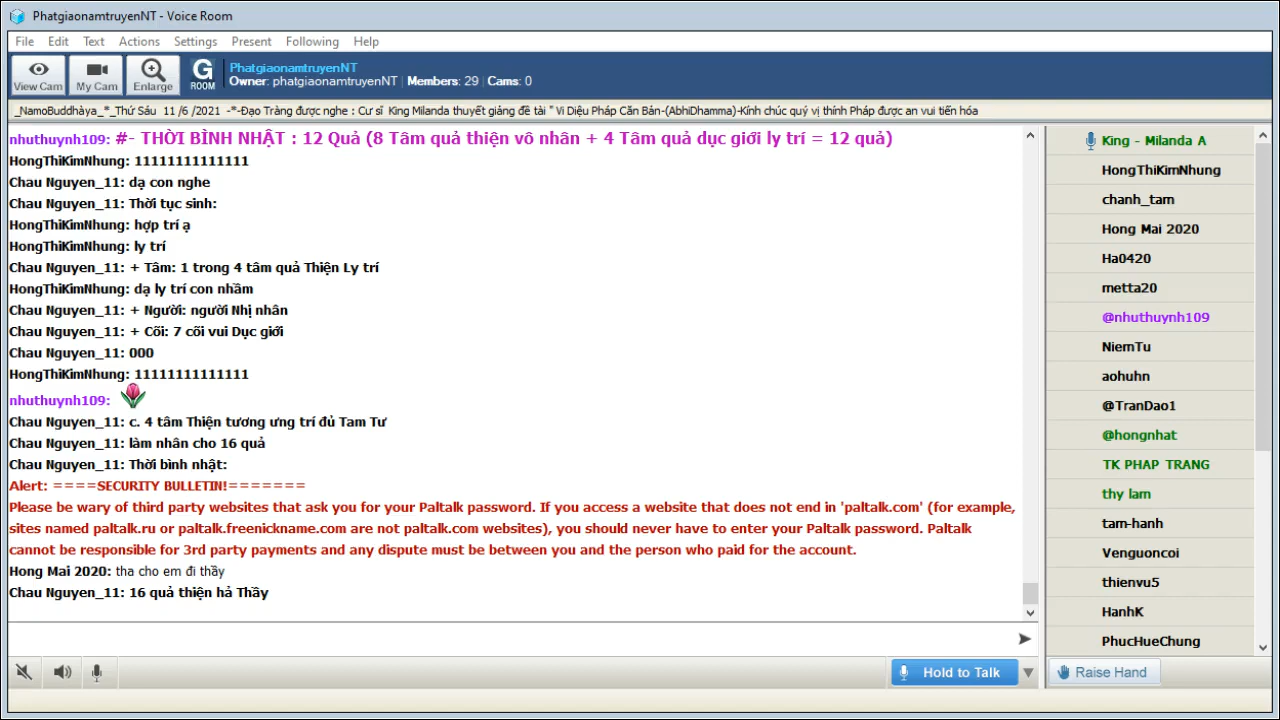 PhatgiaonamtruyenNT - Voice Room
File Edit Text Actions Settings Present Following Help
View Cam My Cam Enlarge G ROOM
PhatgiaonamtruyenNT
Owner: phatgiaonamtruyenNT | Members: 29 | Cams: 0
_NamoBuddhàya_*_Thứ Sáu 11/6 /2021 -*-Đạo Tràng được nghe : Cư sĩ King Milanda thuyết giảng đề tài " Vi Diệu Pháp Căn Bản-(AbhiDhamma)-Kính chúc quý vị thính Pháp được an vui tiến hóa
nhuthuynh109: #- THỜI BÌNH NHẬT : 12 Quả (8 Tâm quả thiện vô nhân + 4 Tâm quả dục giới ly trí = 12 quả)
HongThiKimNhung: 11111111111111
Chau Nguyen_11: dạ con nghe
Chau Nguyen_11: Thời tục sinh:
HongThiKimNhung: hợp trí ạ
HongThiKimNhung: ly trí
Chau Nguyen_11: + Tâm: 1 trong 4 tâm quả Thiện Ly trí
HongThiKimNhung: dạ ly trí con nhầm
Chau Nguyen_11: + Người: người Nhị nhân
Chau Nguyen_11: + Cõi: 7 cõi vui Dục giới
Chau Nguyen_11: 000
HongThiKimNhung: 11111111111111
nhuthuynh109:
Chau Nguyen_11: c. 4 tâm Thiện tương ưng trí đủ Tam Tư
Chau Nguyen_11: làm nhân cho 16 quả
Chau Nguyen_11: Thời bình nhật:
Alert: ====SECURITY BULLETIN!=======
Please be wary of third party websites that ask you for your Paltalk password. If you access a website that does not end in 'paltalk.com' (for example,
sites named paltalk.ru or paltalk.freenickname.com are not paltalk.com websites), you should never have to enter your Paltalk password. Paltalk
cannot be responsible for 3rd party payments and any dispute must be between you and the person who paid for the account.
Hong Mai 2020: tha cho em đi thầy
Chau Nguyen_11: 16 quả thiện hả Thầy
King - Milanda A
HongThiKimNhung
chanh_tam
Hong Mai 2020
Ha0420
metta20
@nhuthuynh109
NiemTu
aohuhn
@TranDao1
@hongnhat
TK PHAP TRANG
thy lam
tam-hanh
Venguoncoi
thienvu5
HanhK
PhucHueChung
Hold to Talk
Raise Hand